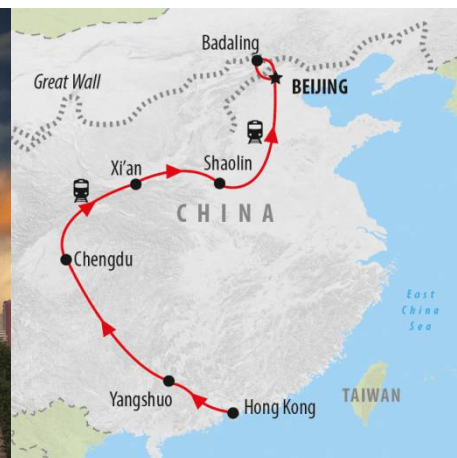 Badaling
Great Wall
BEIJING
Xi'an
Shaolin
CHINA
Chengdu
East
China
Sea
Yangshuo
Hong Kong
TAIWAN